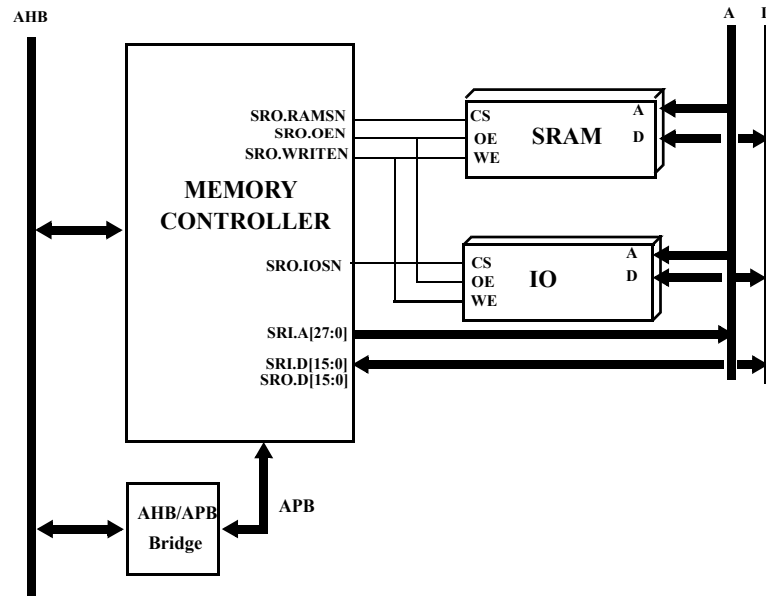 AHB
A
SRO.RAMSN
SRO.OEN
SRO.WRITEN
CS
OE
WE
SRAM
A
D
MEMORY
CONTROLLER
SRO.IOSN
CS
OE
WE
IO
A
D
SRI.A[27:0]
SRI.D[15:0]
SRO.D[15:0]
APB
AHB/APB
Bridge